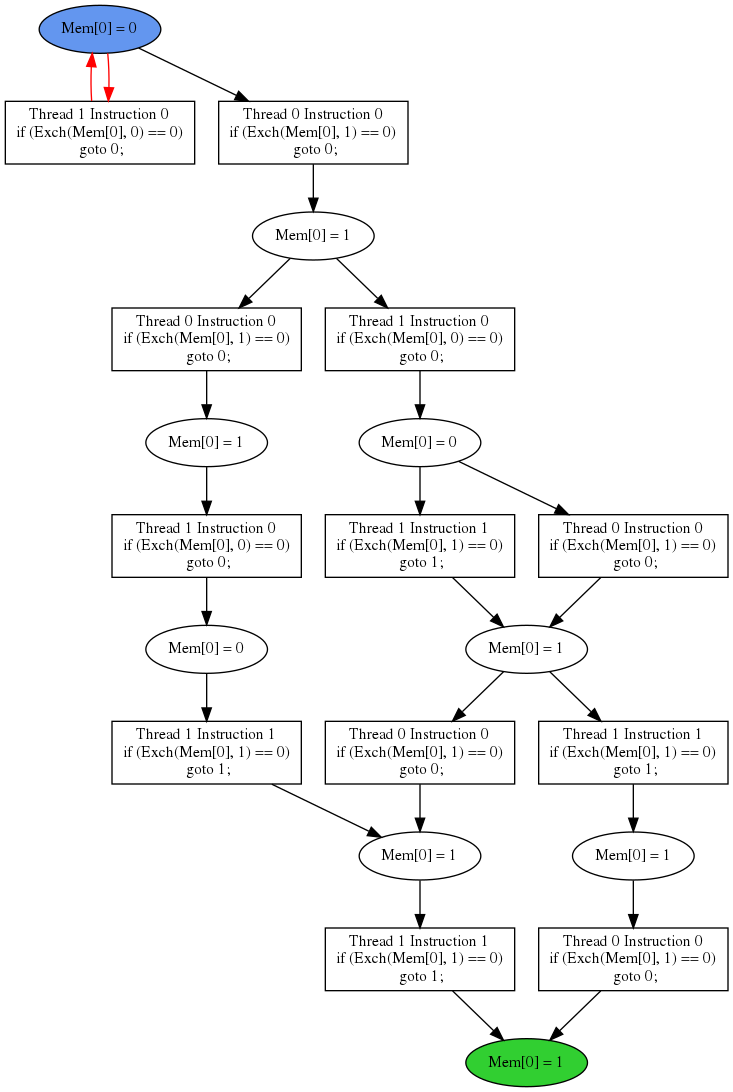 Mem[0] = 0
Thread 1 Instruction 0
if (Exch(Mem[0], 0) == 0)
goto 0;
Thread 0 Instruction 0
if (Exch(Mem[0], 1) == 0)
goto 0;
Mem[0] = 1
Thread 0 Instruction 0
if (Exch(Mem[0], 1) == 0)
goto 0;
Thread 1 Instruction 0
if (Exch(Mem[0], 0) == 0)
goto 0;
Mem[0] = 1
Mem[0] = 0
Thread 1 Instruction 0
if (Exch(Mem[0], 0) == 0)
goto 0;
Thread 1 Instruction 1
if (Exch(Mem[0], 1) == 0)
goto 1;
Thread 0 Instruction 0
if (Exch(Mem[0], 1) == 0)
goto 0;
Mem[0] = 0
Mem[0] = 1
Thread 1 Instruction 1
if (Exch(Mem[0], 1) == 0)
goto 1;
Thread 0 Instruction 0
if (Exch(Mem[0], 1) == 0)
goto 0;
Thread 1 Instruction 1
if (Exch(Mem[0], 1) == 0)
goto 1;
Mem[0] = 1
Mem[0] = 1
Thread 1 Instruction 1
if (Exch(Mem[0], 1) == 0)
goto 1;
Thread 0 Instruction 0
if (Exch(Mem[0], 1) == 0)
goto 0;
Mem[0] = 1